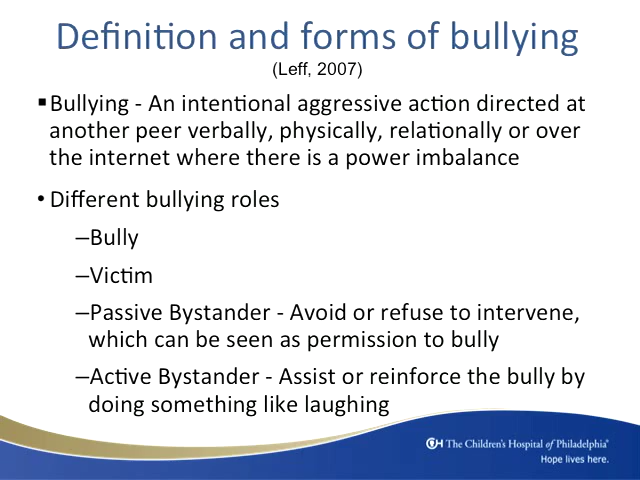 Definition and forms of bullying
(Leff, 2007)
▪Bullying - An intentional aggressive action directed at
another peer verbally, physically, relationally or over
the internet where there is a power imbalance
• Different bullying roles
–Bully
–Victim
–Passive Bystander - Avoid or refuse to intervene,
which can be seen as permission to bully
–Active Bystander - Assist or reinforce the bully by
doing something like laughing
The Children's Hospital of Philadelphia®
Hope lives here.